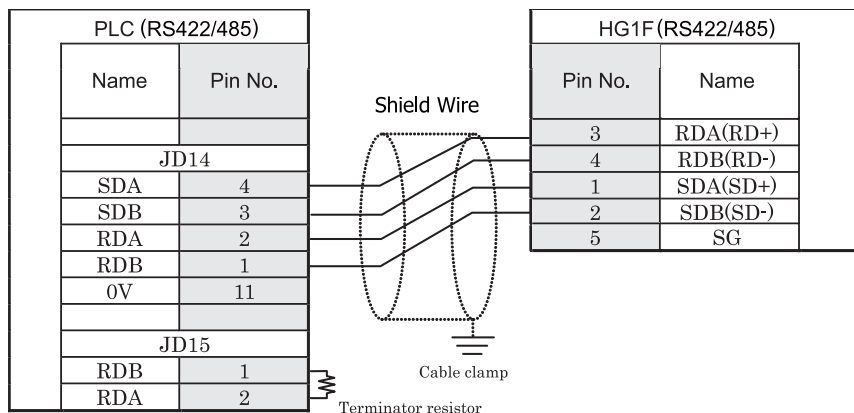 PLC (RS422/485)
Name Pin No.
JD14
SDA 4
SDB 3
RDA 2
RDB 1
0V 11
JD15
RDB 1
RDA 2
Shield Wire
Cable clamp
Terminator resistor
HG1F(RS422/485)
Pin No. Name
3 RDA(RD+)
4 RDB(RD-)
1 SDA(SD+)
2 SDB(SD-)
5 SG